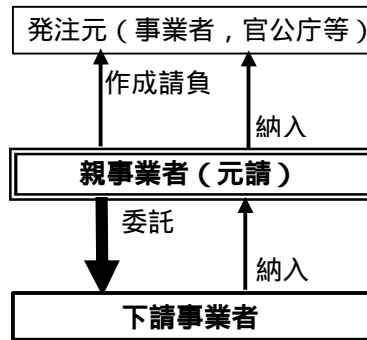 発注元（事業者，官公庁等）
作成請負
納入
親事業者（元請）
委託
納入
下請事業者